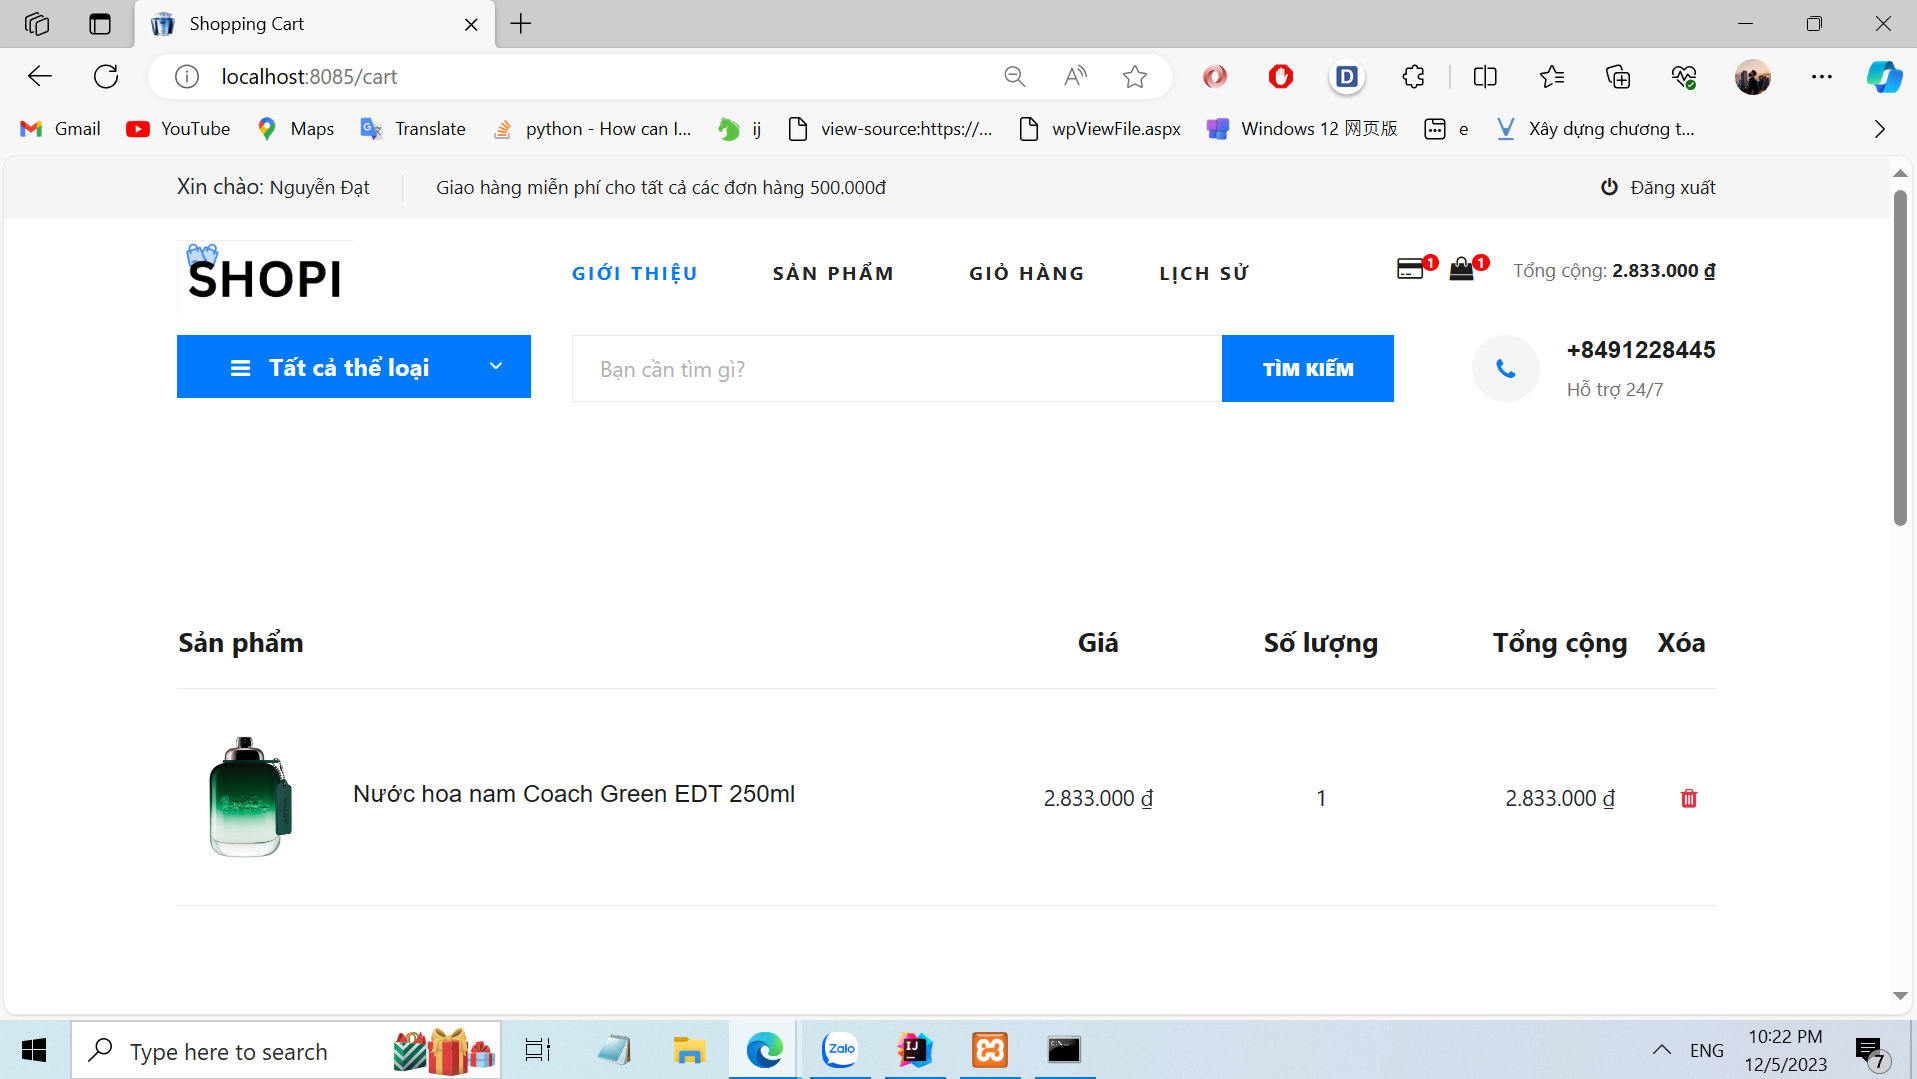 Shopping Cart
localhost:8085/cart
Gmail YouTube Maps Translate python - How can I... ij view-source:https://... wpViewFile.aspx Windows 12 网页版 e Xây dựng chương t...
Xin chào: Nguyễn Đạt Giao hàng miễn phí cho tất cả các đơn hàng 500.000đ Đăng xuất
SHOPI GIỚI THIỆU SẢN PHẨM GIỎ HÀNG LỊCH SỬ 1 1 Tổng cộng: 2.833.000 ₫
Tất cả thể loại Bạn cần tìm gì? TÌM KIẾM +8491228445
Hỗ trợ 24/7
Sản phẩm Giá Số lượng Tổng cộng Xóa
Nước hoa nam Coach Green EDT 250ml 2.833.000 ₫ 1 2.833.000 ₫
Type here to search Zalo IJ ENG 10:22 PM
12/5/2023 7